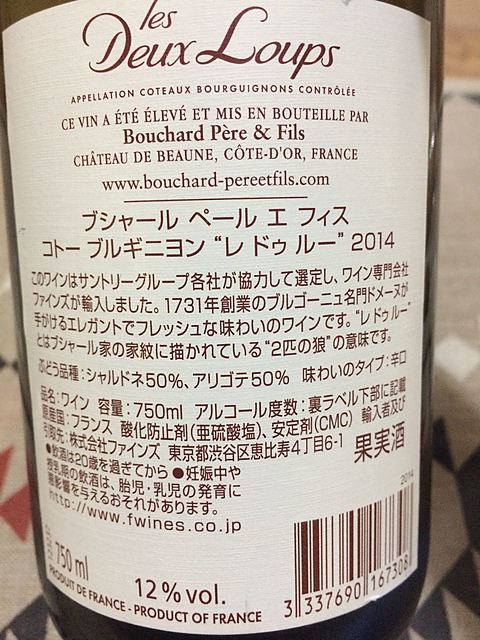 les
Deux Loups
APPELLATION COTEAUX BOURGUIGNONS CONTRÔLÉE
CE VIN A ÉTÉ ÉLEVÉ ET MIS EN BOUTEILLE PAR
Bouchard Père & Fils
CHÂTEAU DE BEAUNE, CÔTE-D'OR, FRANCE
www.bouchard-pereetfils.com
ブシャール ペール エ フィス
コトー ブルギニヨン “レ ドゥ ルー” 2014
このワインはサントリーグループ各社が協力して選定し、ワイン専門会社
ファインズが輸入しました。1731年創業のブルゴーニュ名門ドメーヌが
手がけるエレガントでフレッシュな味わいのワインです。“レ ドゥ ルー”
とはブシャール家の家紋に描かれている“2匹の狼”の意味です。
ぶどう品種：シャルドネ50%、アリゴテ50% 味わいのタイプ：辛口
品名：ワイン 容量：750ml アルコール度数：裏ラベル下部に記載
原産国：フランス 酸化防止剤(亜硫酸塩)、安定剤(CMC) 輸入者及び
引取先：株式会社ファインズ 東京都渋谷区恵比寿4丁目6-1
●飲酒は20歳を過ぎてから ●妊娠中や
授乳期の飲酒は、胎児・乳児の発育に
悪影響を与えるおそれがあります。
果実酒
http://www.fwines.co.jp
2014
750 ml
12% vol.
PRODUIT DE FRANCE - PRODUCT OF FRANCE
3 337690 167308